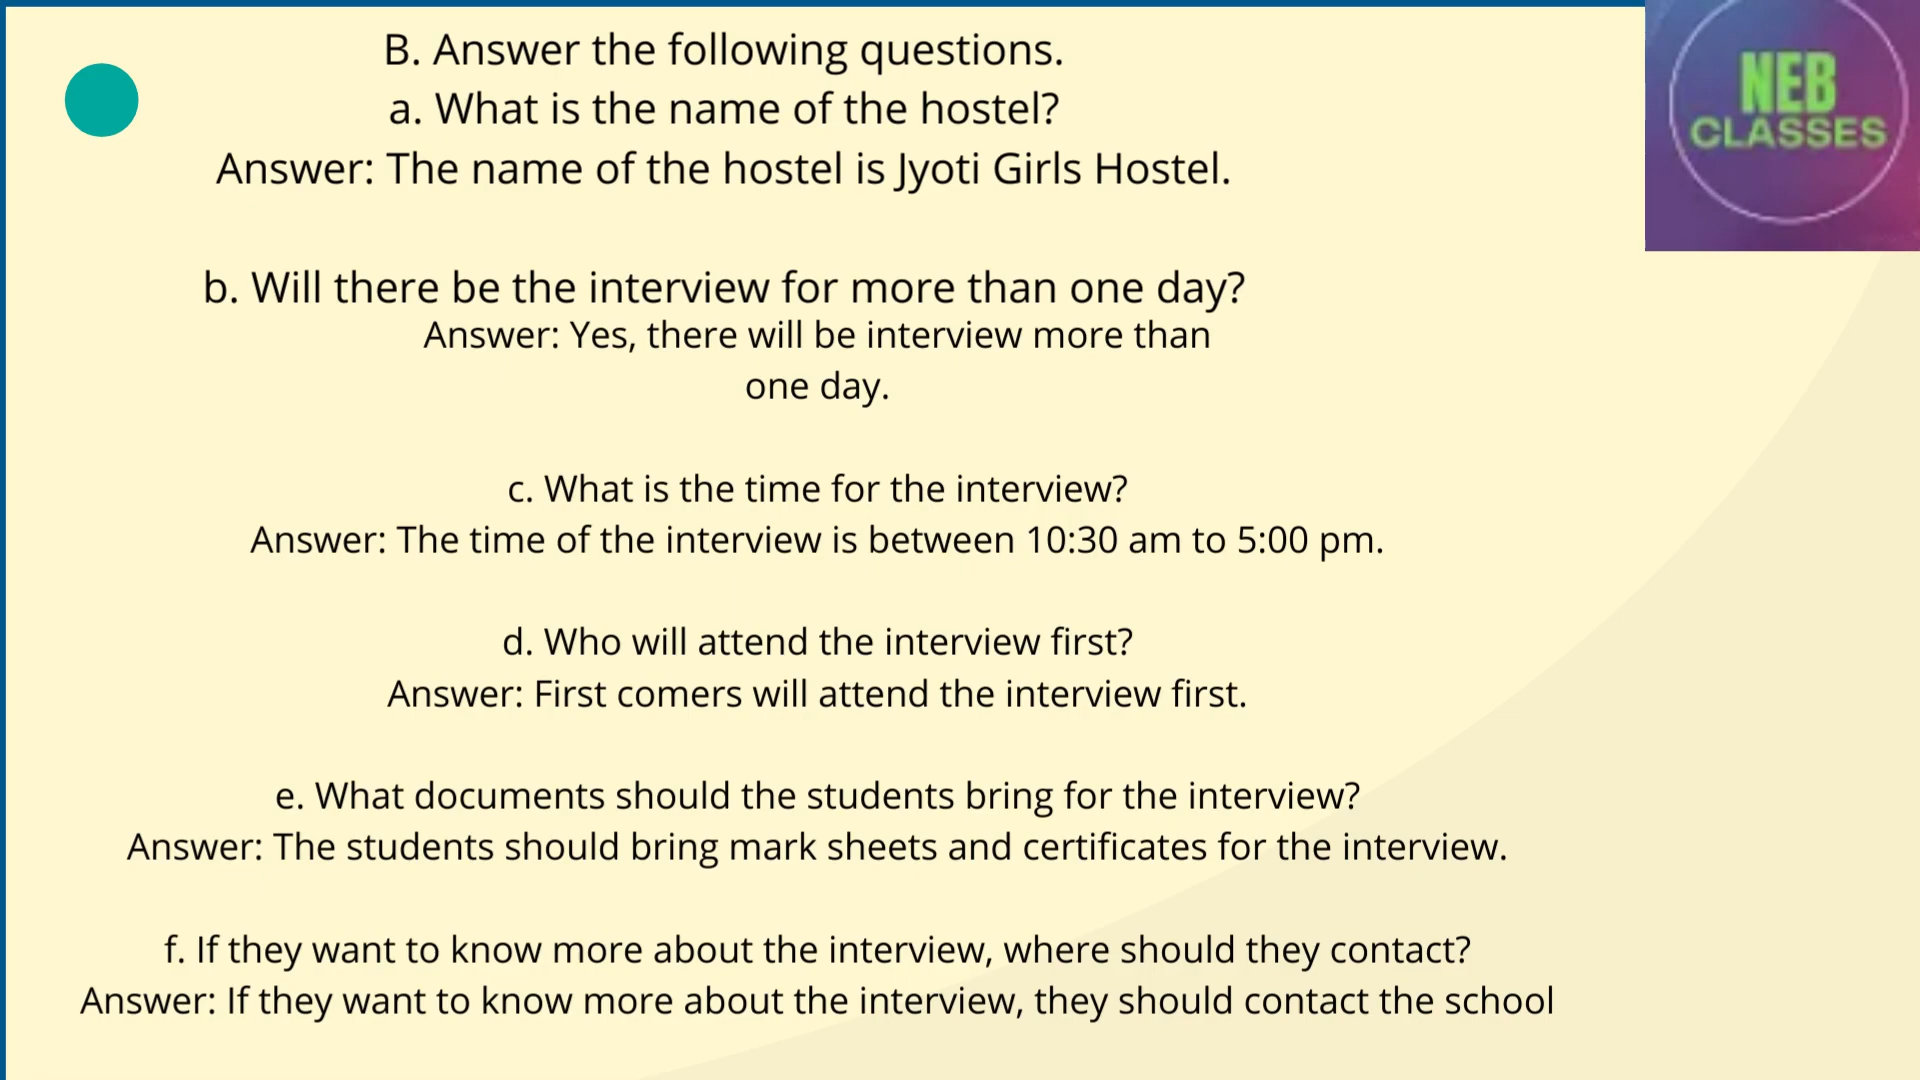 B. Answer the following questions.
a. What is the name of the hostel?
Answer: The name of the hostel is Jyoti Girls Hostel.
b. Will there be the interview for more than one day?
Answer: Yes, there will be interview more than
one day.
c. What is the time for the interview?
Answer: The time of the interview is between 10:30 am to 5:00 pm.
d. Who will attend the interview first?
Answer: First comers will attend the interview first.
e. What documents should the students bring for the interview?
Answer: The students should bring mark sheets and certificates for the interview.
f. If they want to know more about the interview, where should they contact?
Answer: If they want to know more about the interview, they should contact the school
NEB
CLASSES